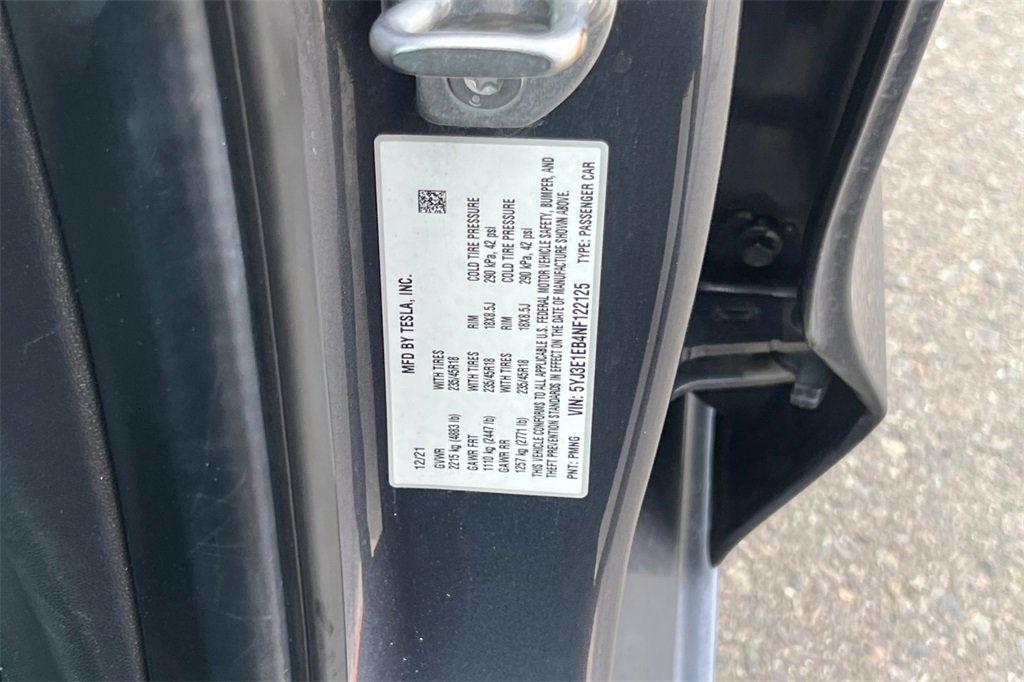 MFD BY TESLA, INC.
12/21
GVWR WITH TIRES
2215 kg (4883 lb) 235/45R18
GAWR FRT WITH TIRES RIM COLD TIRE PRESSURE
1110 kg (2447 lb) 235/45R18 18X8.5J 290 kPa, 42 psi
GAWR RR WITH TIRES RIM COLD TIRE PRESSURE
1257 kg (2771 lb) 235/45R18 18X8.5J 290 kPa, 42 psi
THIS VEHICLE CONFORMS TO ALL APPLICABLE U.S. FEDERAL MOTOR VEHICLE SAFETY, BUMPER, AND
THEFT PREVENTION STANDARDS IN EFFECT ON THE DATE OF MANUFACTURE SHOWN ABOVE.
PNT: PMNG VIN: 5YJ3E1EB4NF122125 TYPE: PASSENGER CAR